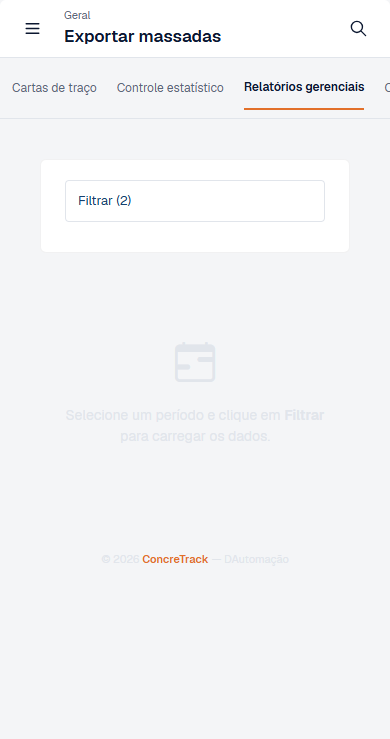 Geral
Exportar massadas
Cartas de traço
Controle estatístico
Relatórios gerenciais
Filtrar (2)
Selecione um período e clique em Filtrar
para carregar os dados.
© 2026 ConcreTrack — DAutomação